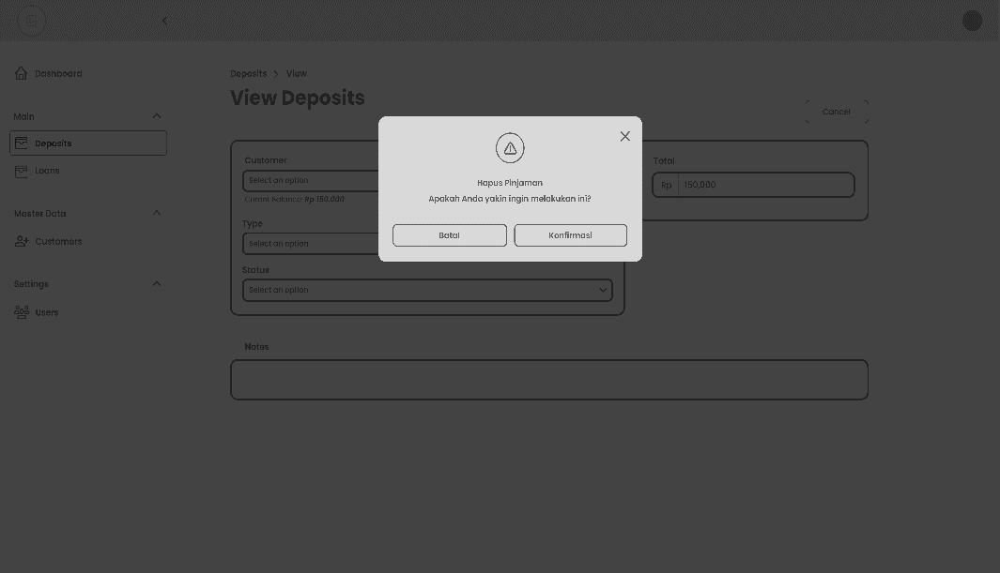 Dashboard
Main
Deposits
Loans
Master Data
Customers
Settings
Users
Deposits > View
View Deposits
Cancel
Customer
Select an option
Current Balance: Rp 150,000
Type
Select an option
Status
Select an option
Total
Rp 150,000
Notes
Hapus Pinjaman
Apakah Anda yakin ingin melakukan ini?
Batal
Konfirmasi